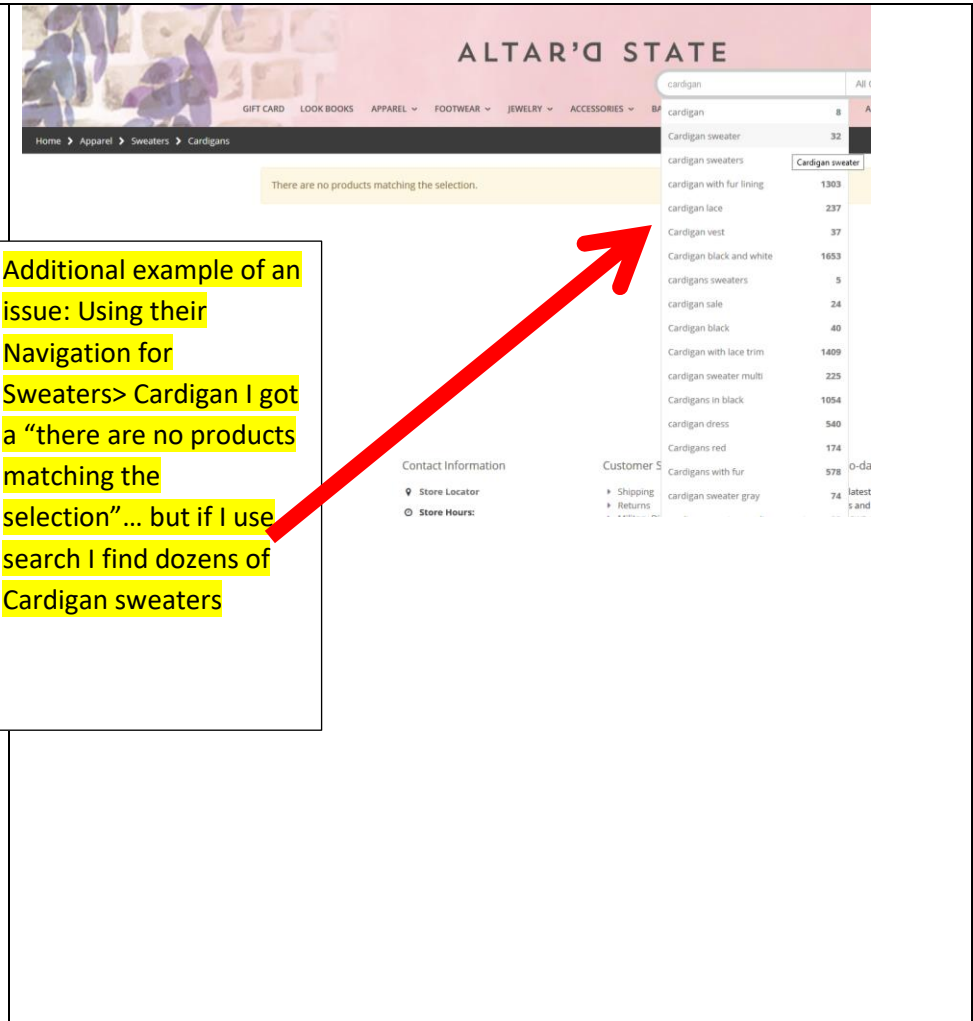 ALTAR'D STATE
cardigan All
GIFT CARD LOOK BOOKS APPAREL FOOTWEAR JEWELRY ACCESSORIES
Home > Apparel > Sweaters > Cardigans
There are no products matching the selection.
cardigan 8
Cardigan sweater 32
cardigan sweaters
Cardigan sweater
cardigan with fur lining 1303
cardigan lace 237
Cardigan vest 37
Cardigan black and white 1653
cardigans sweaters 5
cardigan sale 24
Cardigan black 40
Cardigan with lace trim 1409
cardigan sweater multi 225
Cardigans in black 1054
cardigan dress 540
Cardigans red 174
Cardigans with fur 578
cardigan sweater gray 74
Additional example of an
issue: Using their
Navigation for
Sweaters> Cardigan I got
a “there are no products
matching the
selection”… but if I use
search I find dozens of
Cardigan sweaters
Contact Information
Store Locator
Store Hours:
Customer S
Shipping
Returns
o-da
latest
s and